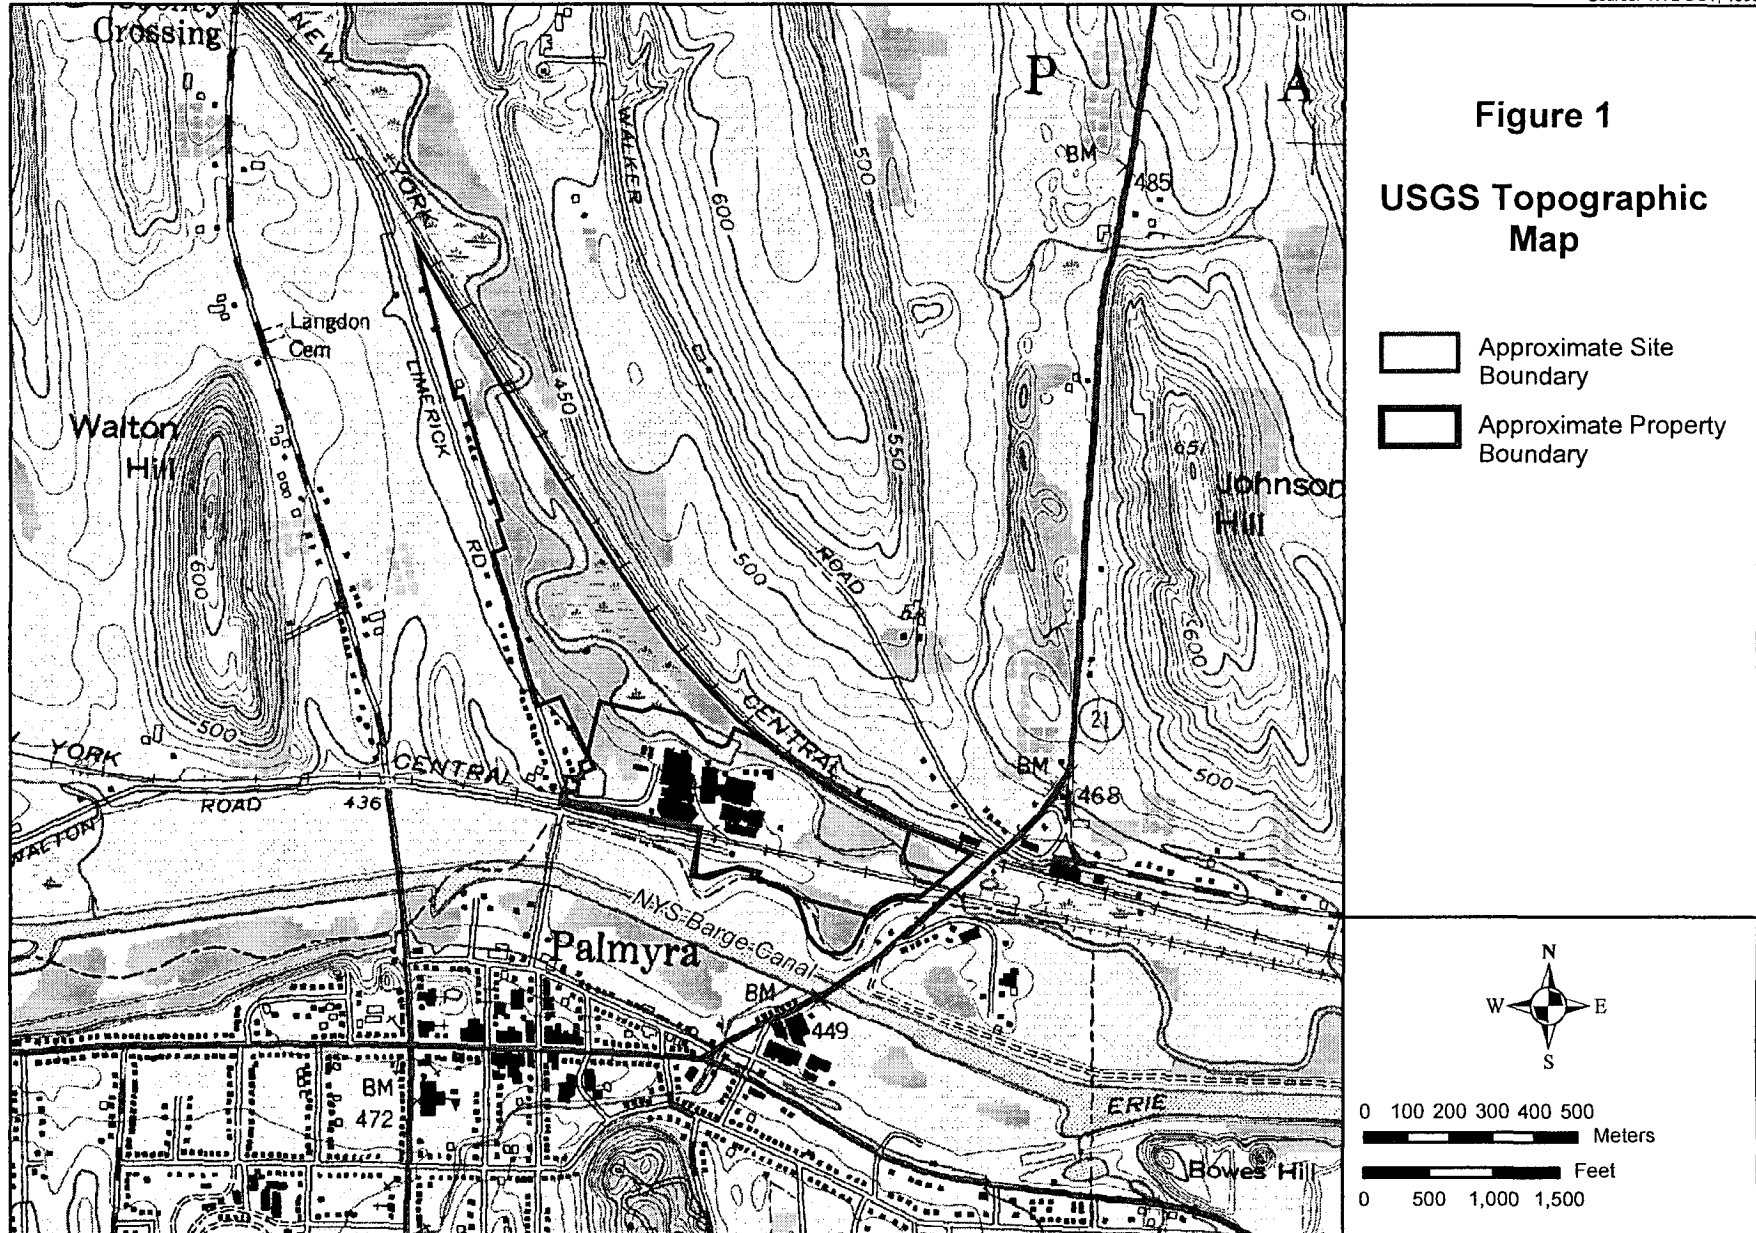 Crossing
NEW
YORK
WALKER
P
A
500
600
BM
485
Langdon
Cem
LIMERICK
RD
450
550
Walton
Hill
600
651
Johnson
Hill
500
ROAD
600
21
500
YORK
CENTRAL
CENTRAL
ROAD
436
WALTON
BM
468
500
NYS Barge Canal
Palmyra
BM
449
BM
472
ERIE
Bowes Hill
Figure 1
USGS Topographic
Map
Approximate Site
Boundary
Approximate Property
Boundary
N
W E
S
0 100 200 300 400 500
Meters
Feet
0 500 1,000 1,500